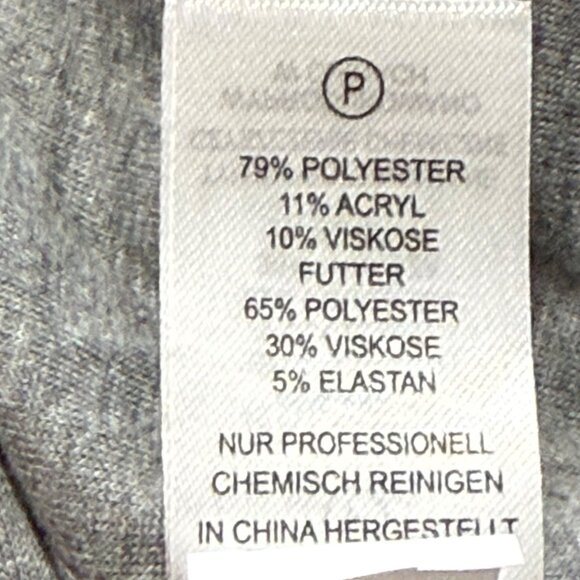 P
79% POLYESTER
11% ACRYL
10% VISKOSE
FUTTER
65% POLYESTER
30% VISKOSE
5% ELASTAN
NUR PROFESSIONELL
CHEMISCH REINIGEN
IN CHINA HERGESTELLT